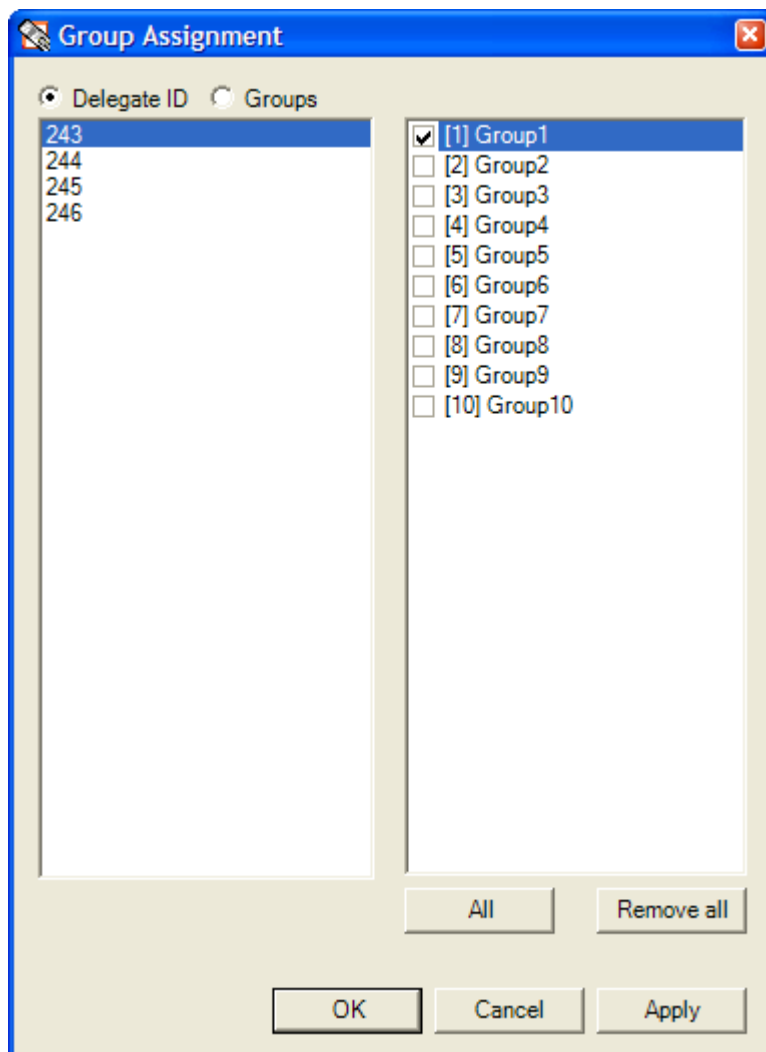 Group Assignment
Delegate ID Groups
243
244
245
246
[1] Group1
[2] Group2
[3] Group3
[4] Group4
[5] Group5
[6] Group6
[7] Group7
[8] Group8
[9] Group9
[10] Group10
All Remove all
OK Cancel Apply